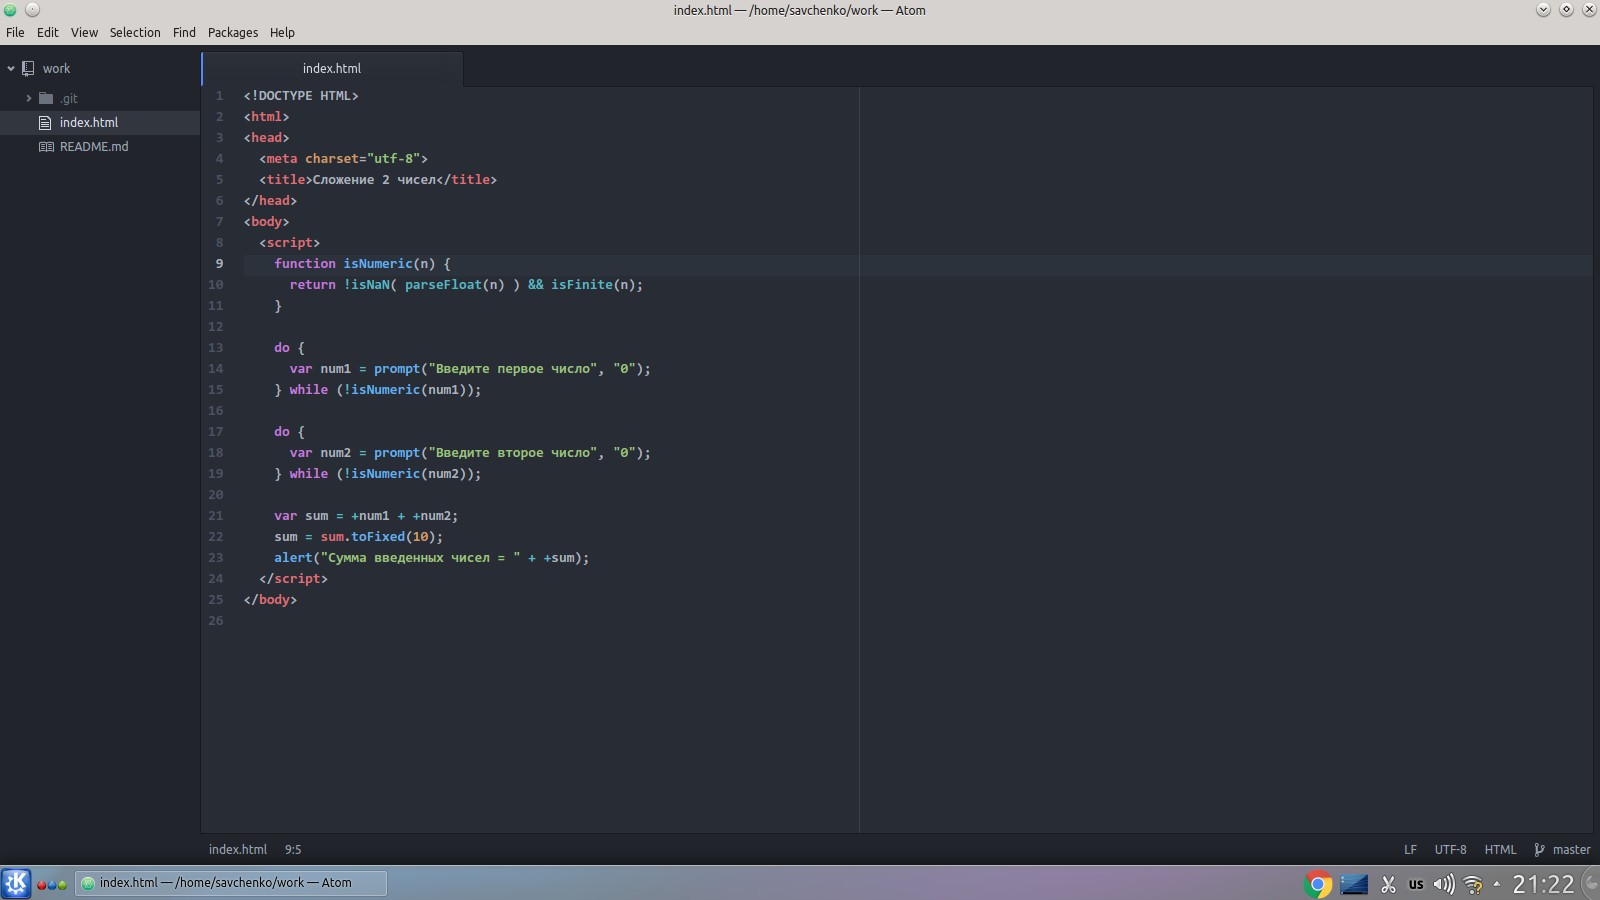 index.html — /home/savchenko/work — Atom
File Edit View Selection Find Packages Help
work
.git
index.html
README.md
index.html
1 <!DOCTYPE HTML>
2 <html>
3 <head>
4   <meta charset="utf-8">
5   <title>Сложение 2 чисел</title>
6 </head>
7 <body>
8   <script>
9     function isNumeric(n) {
10       return !isNaN( parseFloat(n) ) && isFinite(n);
11     }
12
13     do {
14       var num1 = prompt("Введите первое число", "0");
15     } while (!isNumeric(num1));
16
17     do {
18       var num2 = prompt("Введите второе число", "0");
19     } while (!isNumeric(num2));
20
21     var sum = +num1 + +num2;
22     sum = sum.toFixed(10);
23     alert("Сумма введенных чисел = " + +sum);
24   </script>
25 </body>
26
index.html 9:5 LF UTF-8 HTML master
index.html — /home/savchenko/work — Atom us 21:22